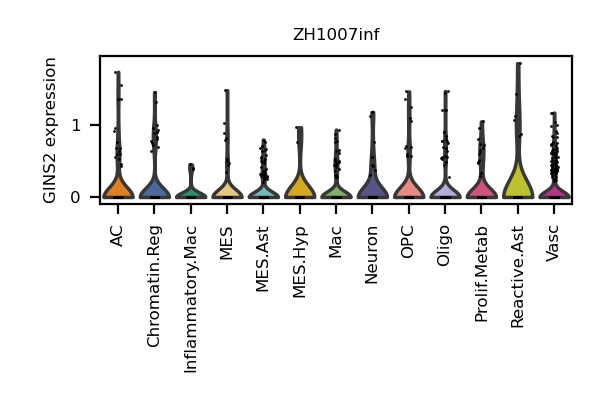 ZH1007inf
GINS2 expression
1
0
AC
Chromatin.Reg
Inflammatory.Mac
MES
MES.Ast
MES.Hyp
Mac
Neuron
OPC
Oligo
Prolif.Metab
Reactive.Ast
Vasc